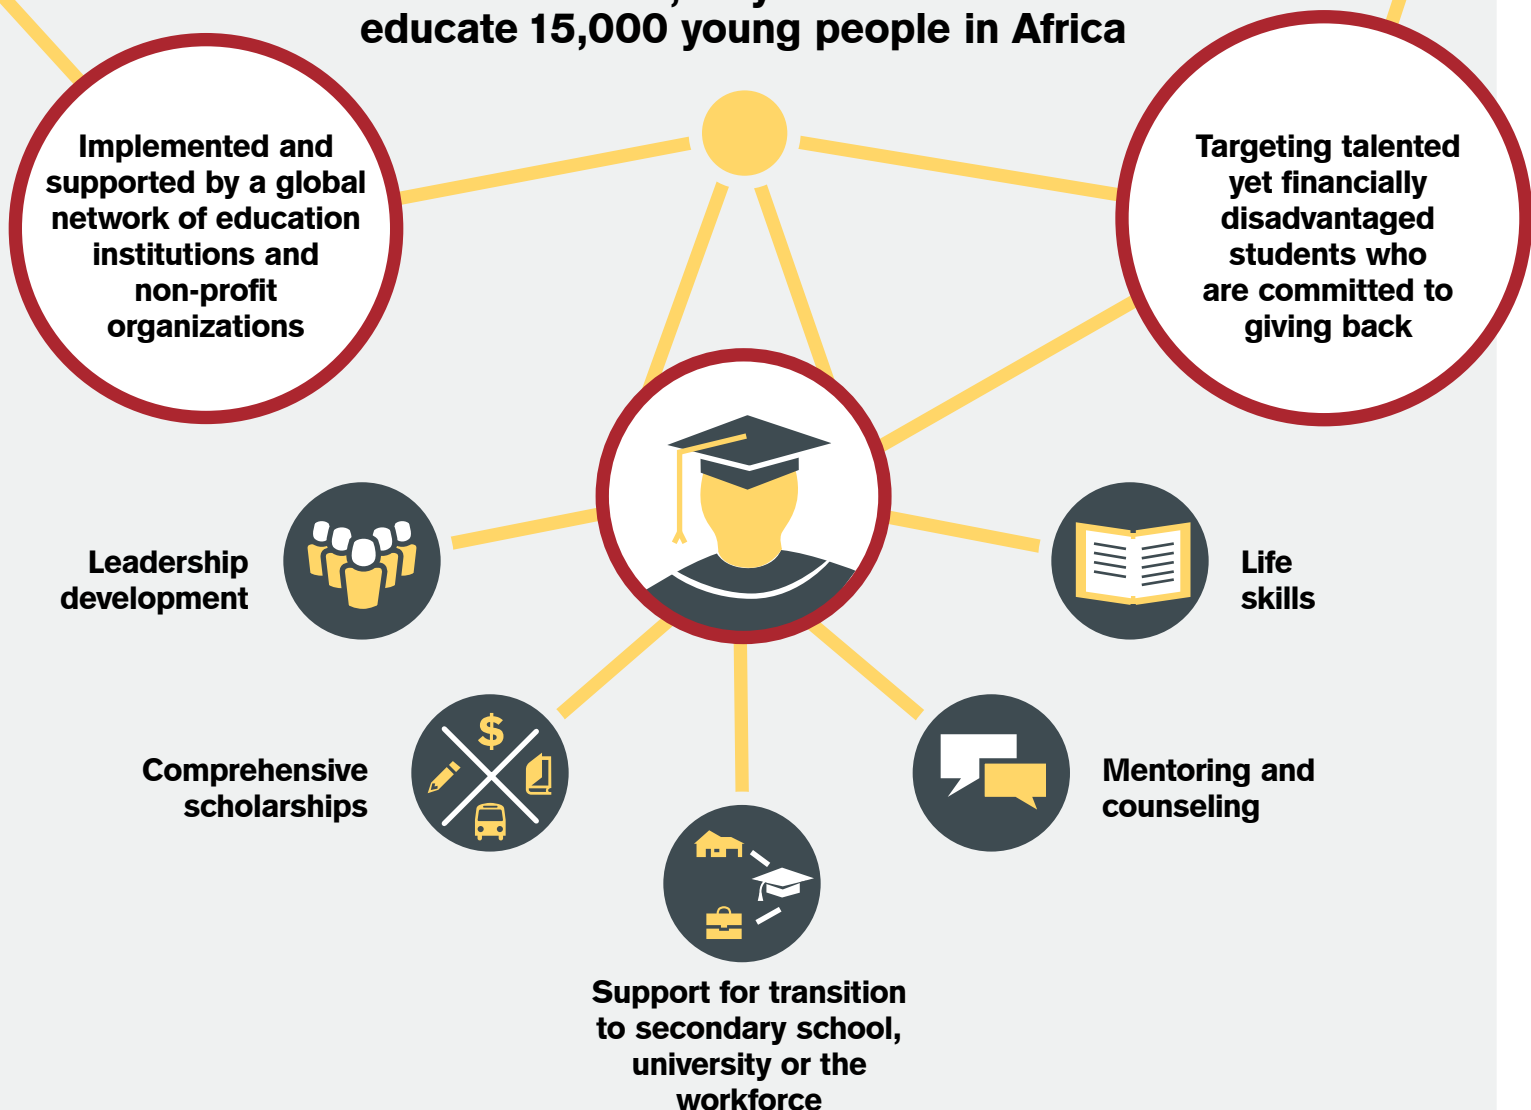 educate 15,000 young people in Africa
Implemented and
supported by a global
network of education
institutions and
non-profit
organizations
Targeting talented
yet financially
disadvantaged
students who
are committed to
giving back
Leadership
development
Life
skills
Comprehensive
scholarships
$
Mentoring and
counseling
Support for transition
to secondary school,
university or the
workforce